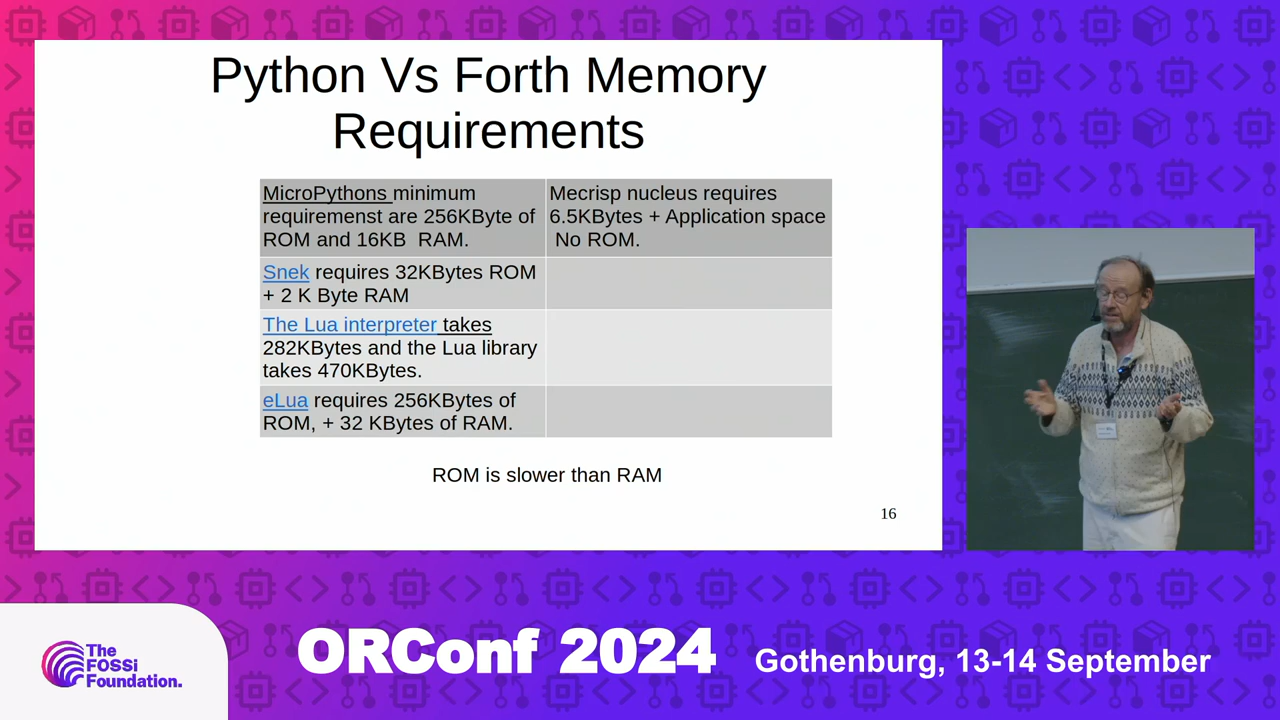 Python Vs Forth Memory
Requirements
MicroPythons minimum
requiremenst are 256KByte of
ROM and 16KB RAM.
Mecrisp nucleus requires
6.5KBytes + Application space
No ROM.
Snek requires 32KBytes ROM
+ 2 K Byte RAM
The Lua interpreter takes
282KBytes and the Lua library
takes 470KBytes.
eLua requires 256KBytes of
ROM, + 32 KBytes of RAM.
ROM is slower than RAM
16
The
FOSSi
Foundation.
ORConf 2024
Gothenburg, 13-14 September